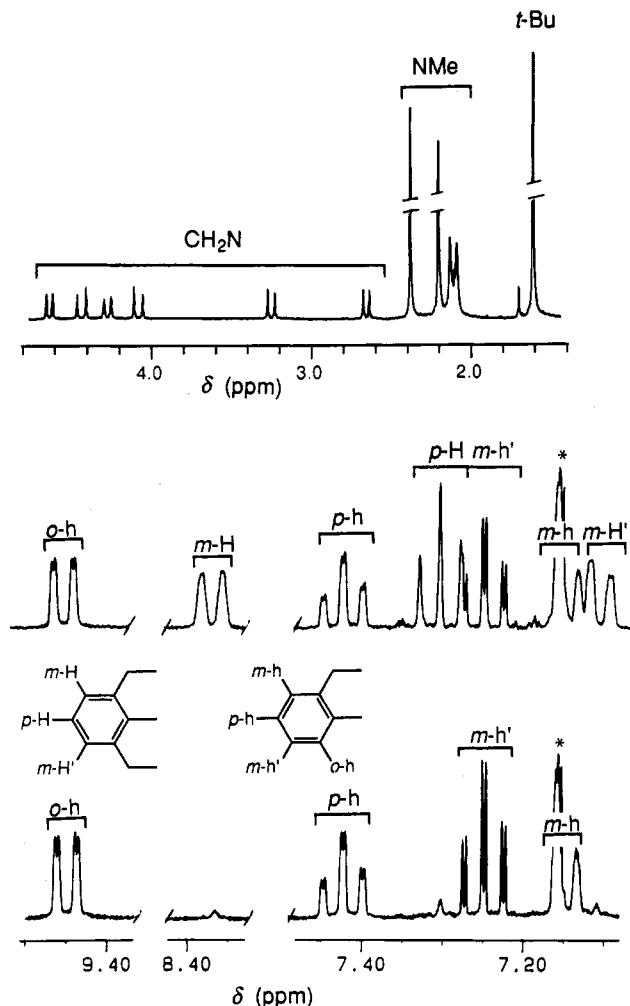 t-Bu
NMe
CH₂N
4.0 3.0 2.0
δ (ppm)
p-H m-h'
*
o-h m-H p-h m-h m-H'
m-H
p-H
m-H'
m-h
p-h
m-h'
o-h
m-h'
*
o-h p-h m-h
9.40 8.40 7.40 7.20
δ (ppm)